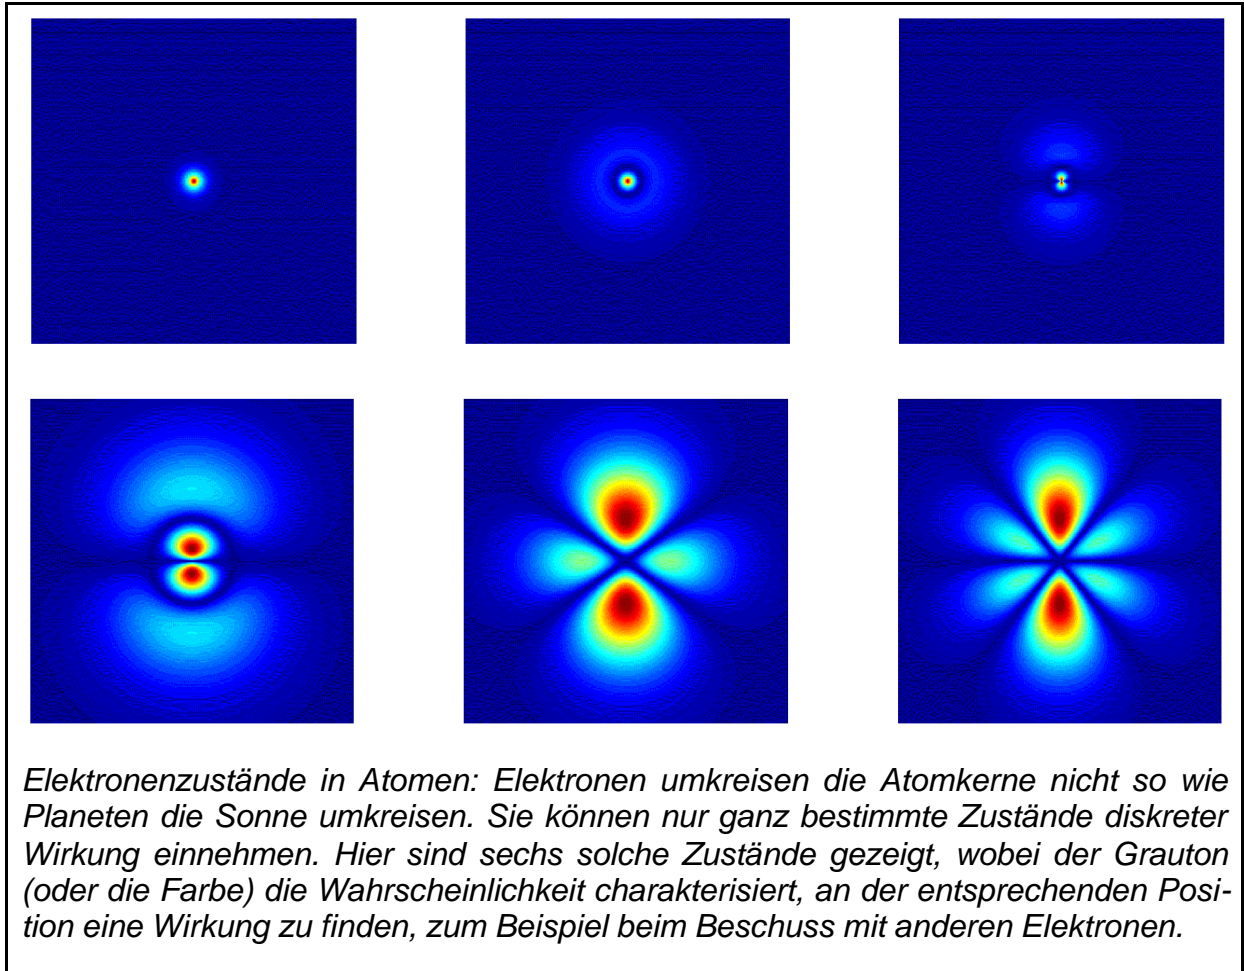 Elektronenzustände in Atomen: Elektronen umkreisen die Atomkerne nicht so wie
Planeten die Sonne umkreisen. Sie können nur ganz bestimmte Zustände diskreter
Wirkung einnehmen. Hier sind sechs solche Zustände gezeigt, wobei der Grauton
(oder die Farbe) die Wahrscheinlichkeit charakterisiert, an der entsprechenden Posi-
tion eine Wirkung zu finden, zum Beispiel beim Beschuss mit anderen Elektronen.